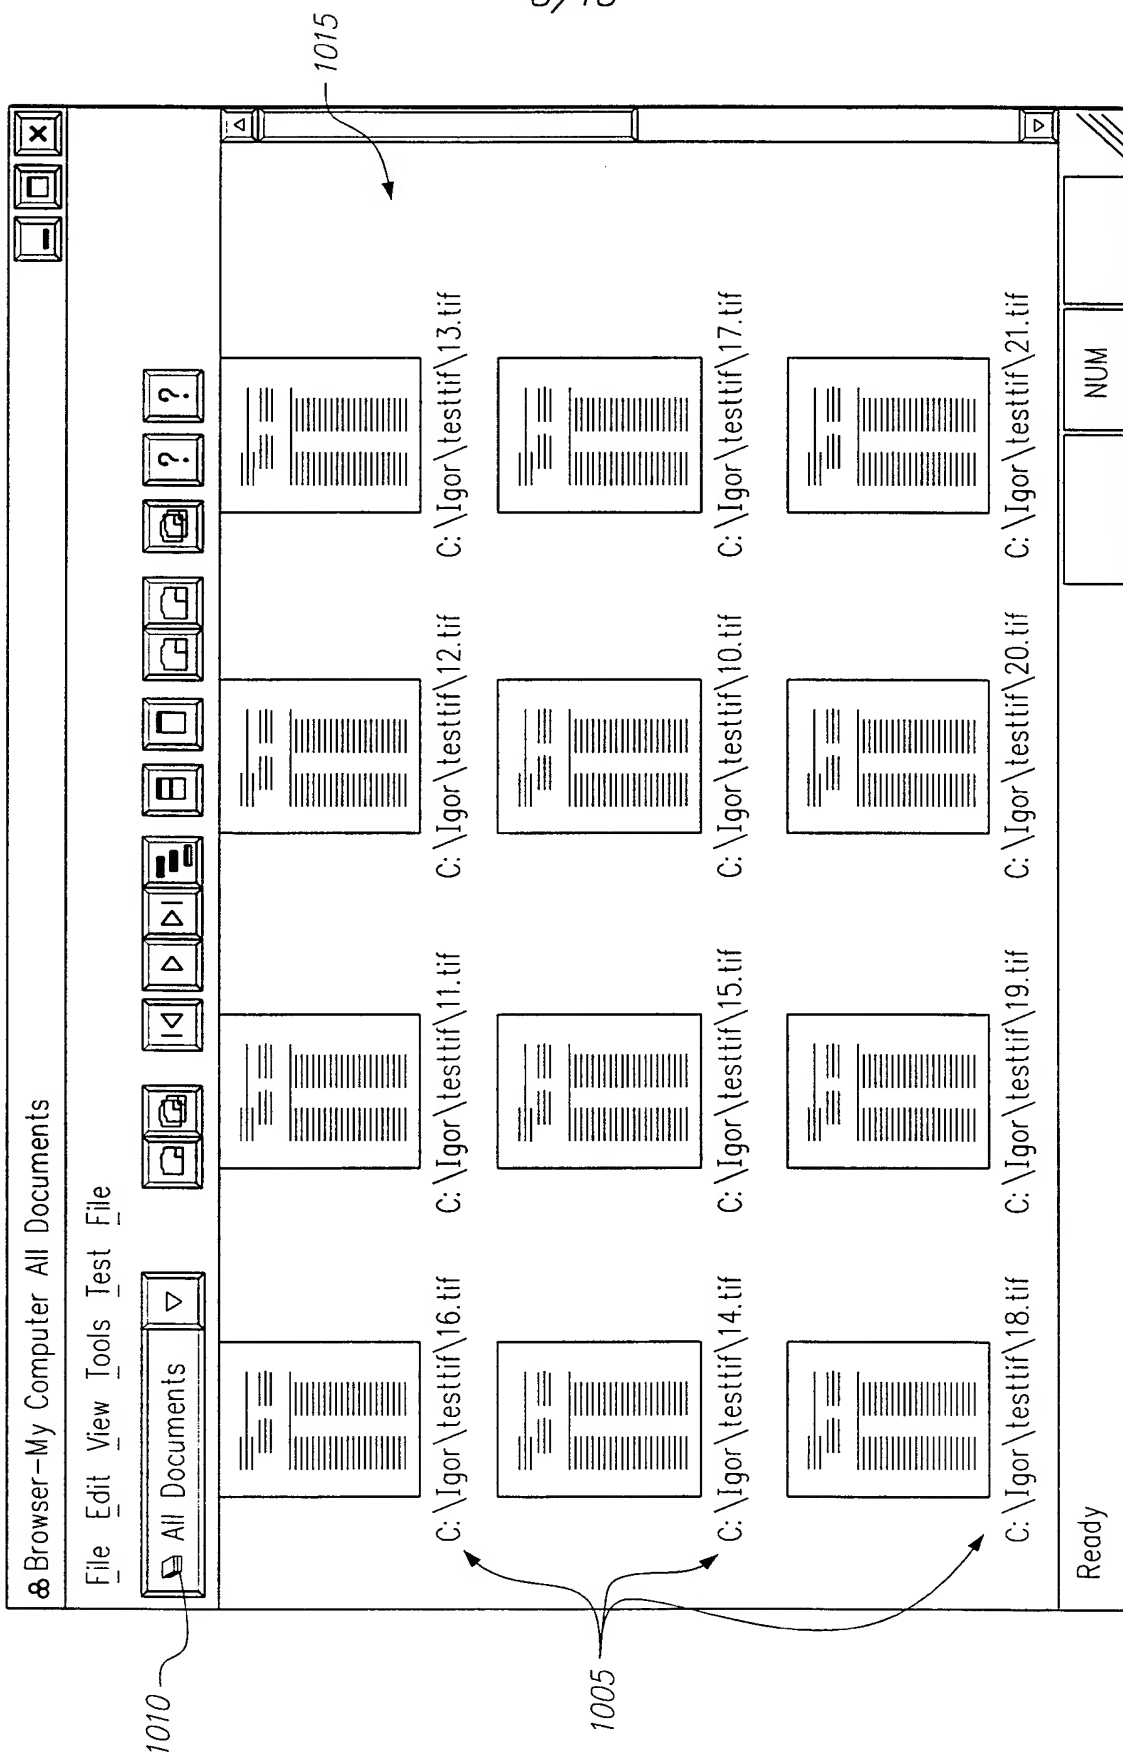 1015
Browser-My Computer All Documents
File Edit View Tools Test File
All Documents
? ?
1010
C:\Igor\testtif\16.tif C:\Igor\testtif\11.tif C:\Igor\testtif\12.tif C:\Igor\testtif\13.tif
C:\Igor\testtif\14.tif C:\Igor\testtif\15.tif C:\Igor\testtif\10.tif C:\Igor\testtif\17.tif
1005
C:\Igor\testtif\18.tif C:\Igor\testtif\19.tif C:\Igor\testtif\20.tif C:\Igor\testtif\21.tif
Ready NUM